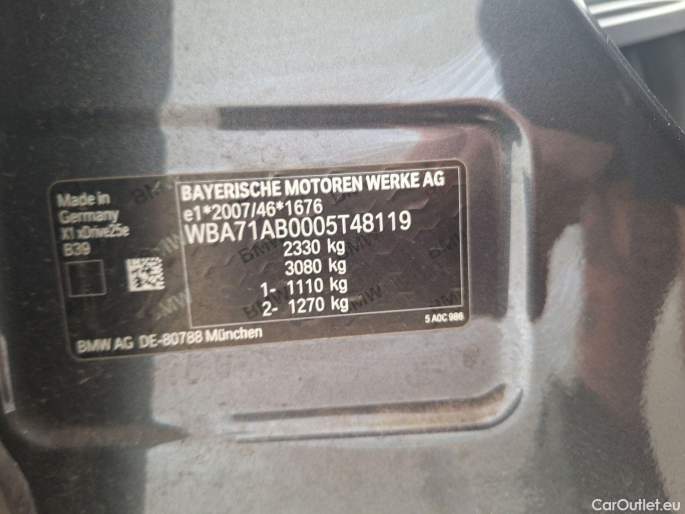 BAYERISCHE MOTOREN WERKE AG
e1*2007/46*1676
WBA71AB0005T48119
2330 kg
3080 kg
1- 1110 kg
2- 1270 kg
Made in
Germany
X1 xDrive25e
B39
BMW AG DE-80788 München
5 A0C 986
CarOutlet.eu